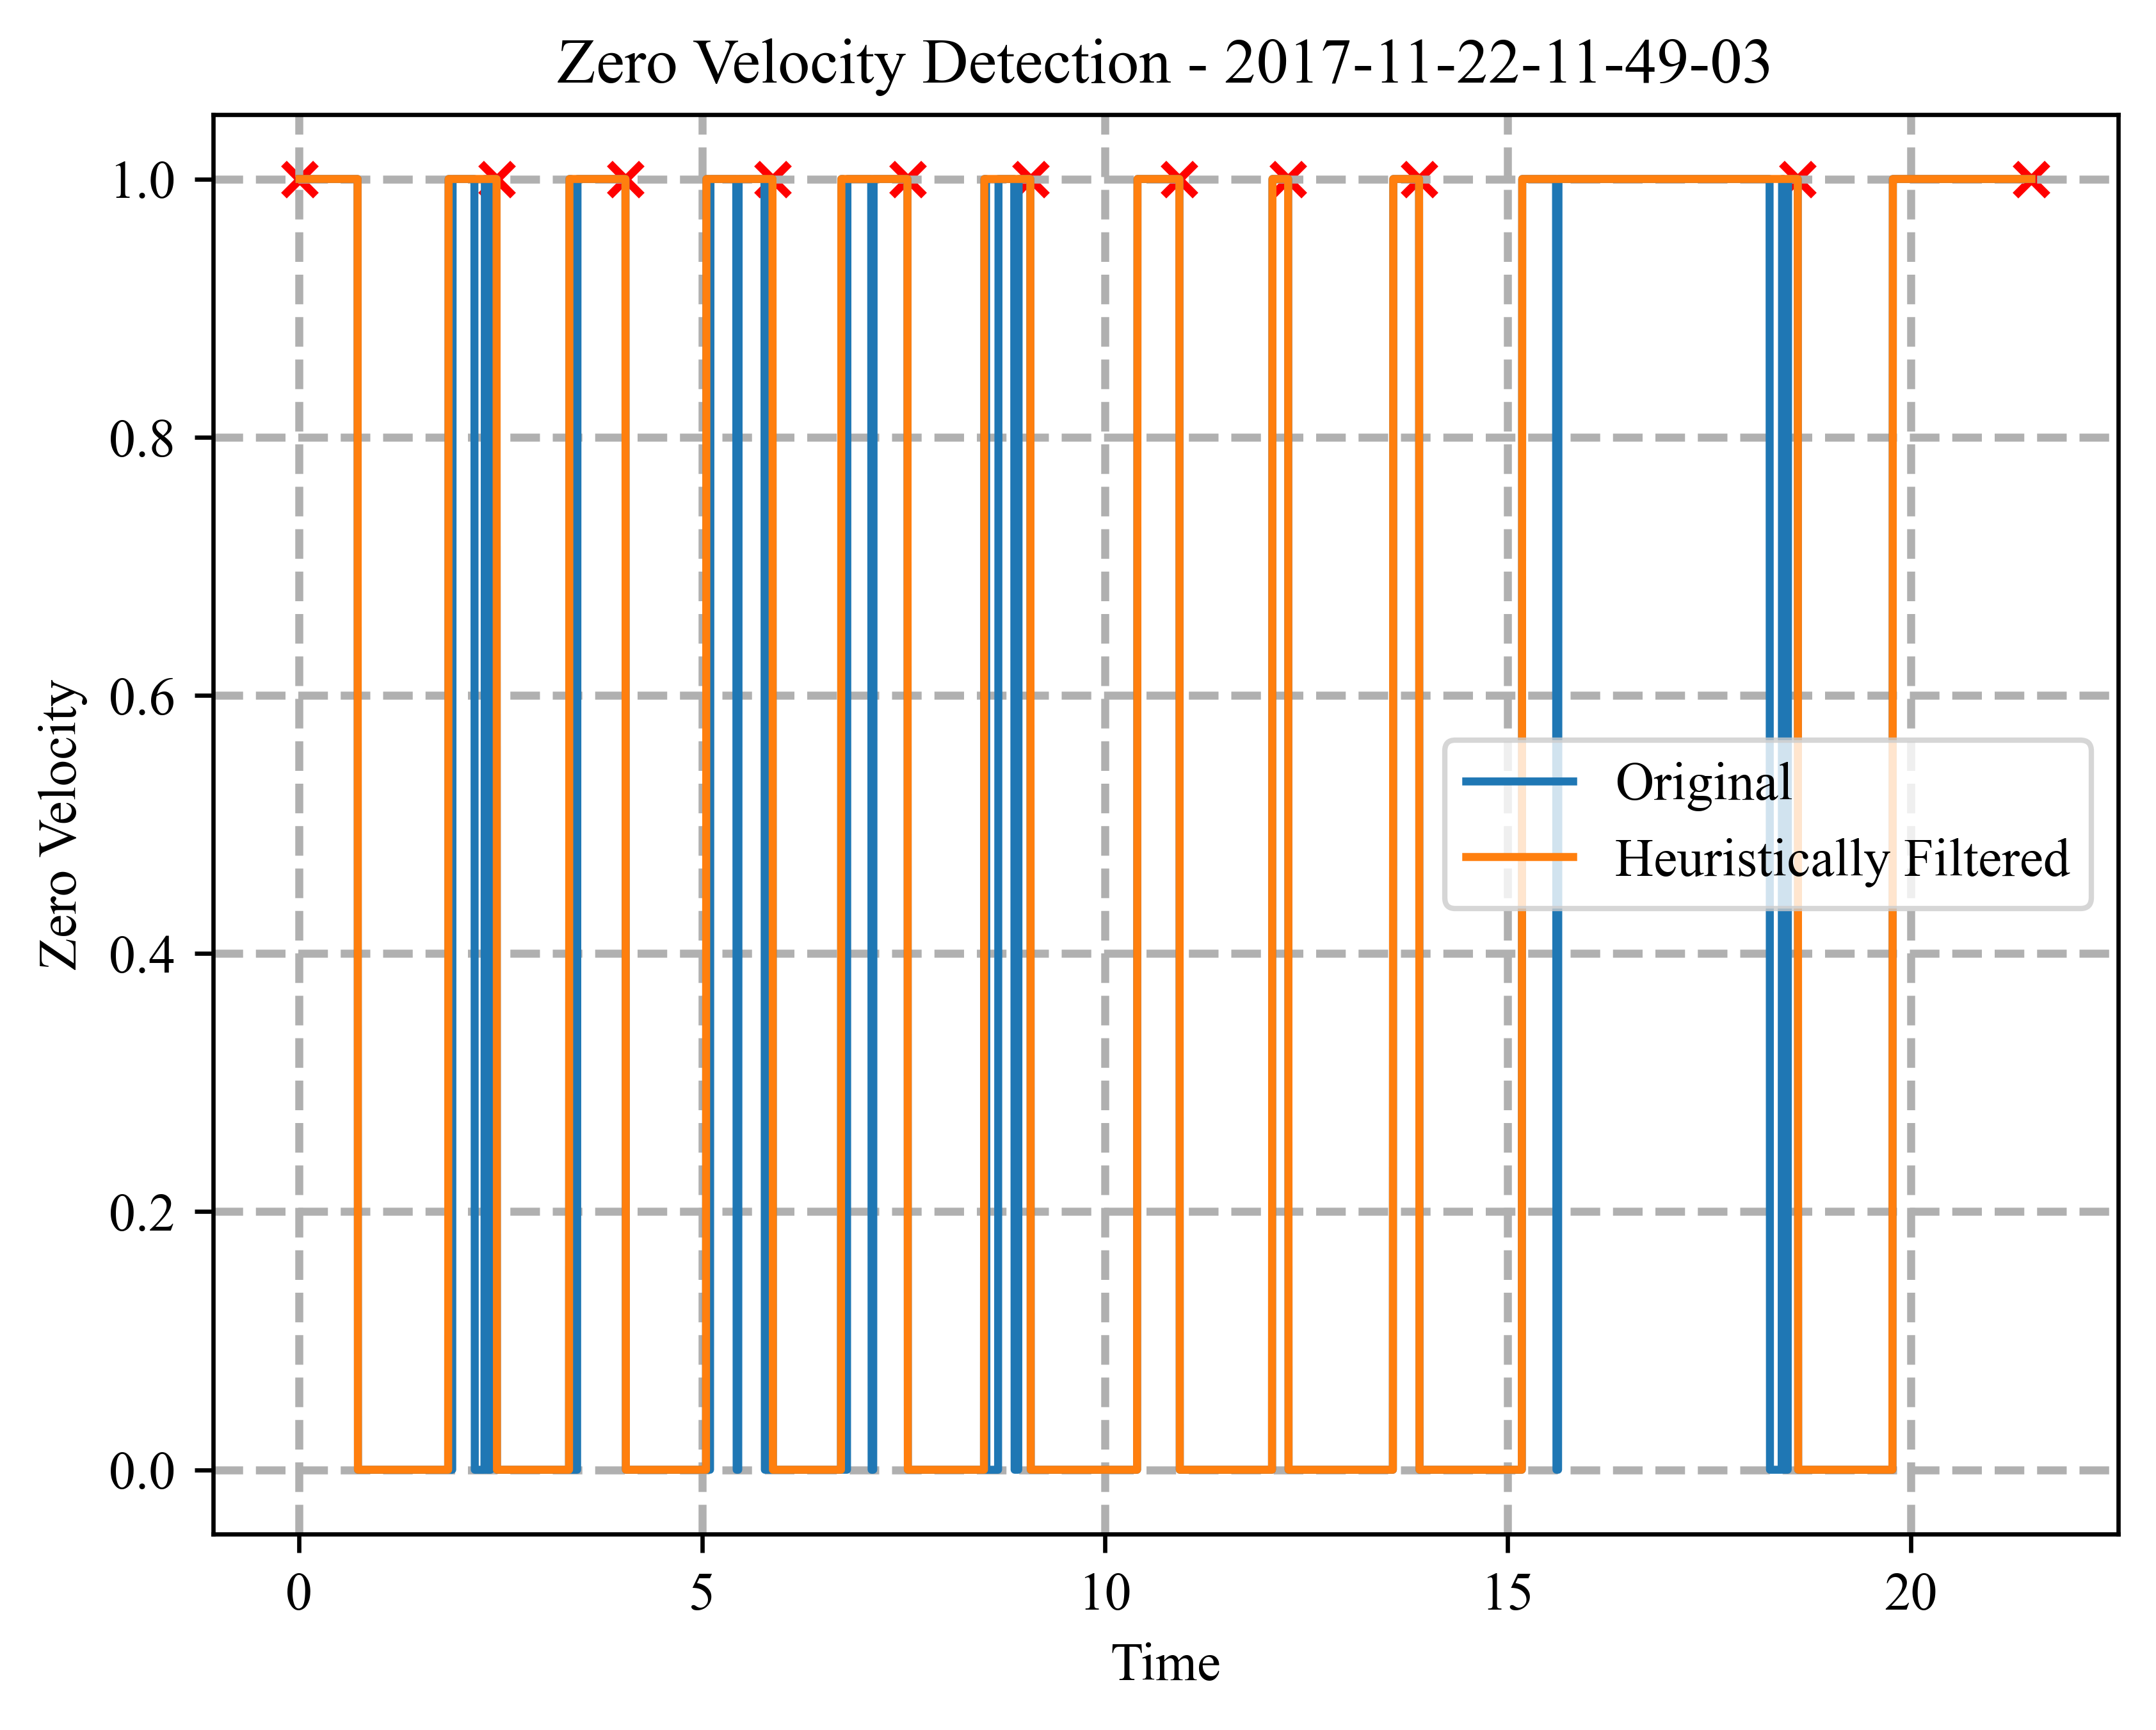 Zero Velocity Detection - 2017-11-22-11-49-03
1.0
0.8
0.6
0.4
0.2
0.0
Zero Velocity
Original
Heuristically Filtered
0 5 10 15 20
Time